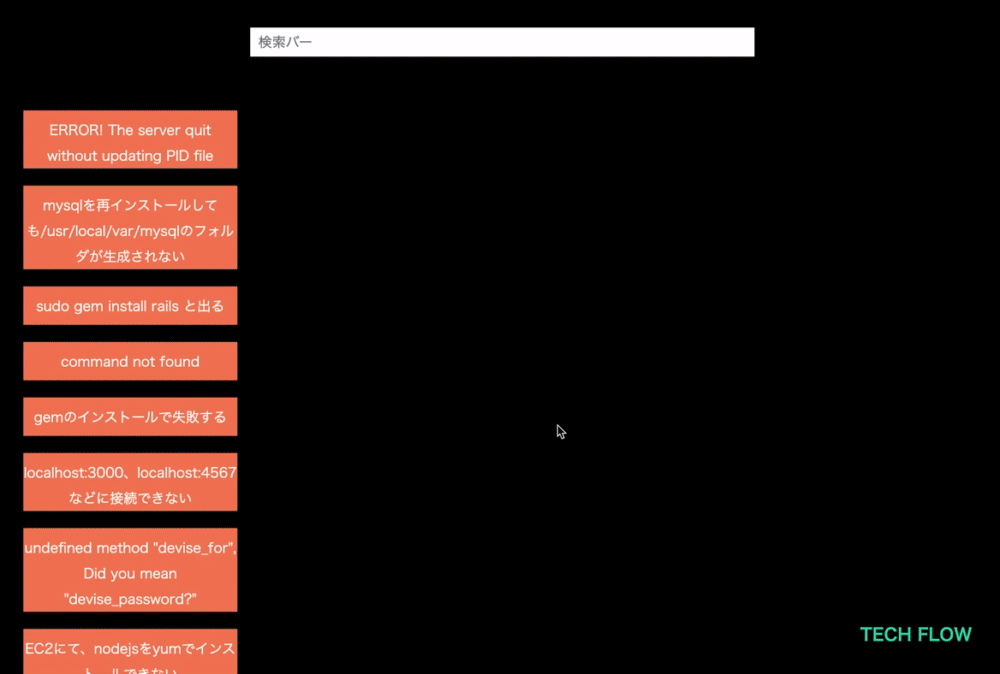 検索バー
ERROR! The server quit
without updating PID file
mysqlを再インストールして
も/usr/local/var/mysqlのフォル
ダが生成されない
sudo gem install rails と出る
command not found
gemのインストールで失敗する
localhost:3000、localhost:4567
などに接続できない
undefined method "devise_for",
Did you mean
"devise_password?"
TECH FLOW
EC2にて、nodejsをyumでインス
トールできない